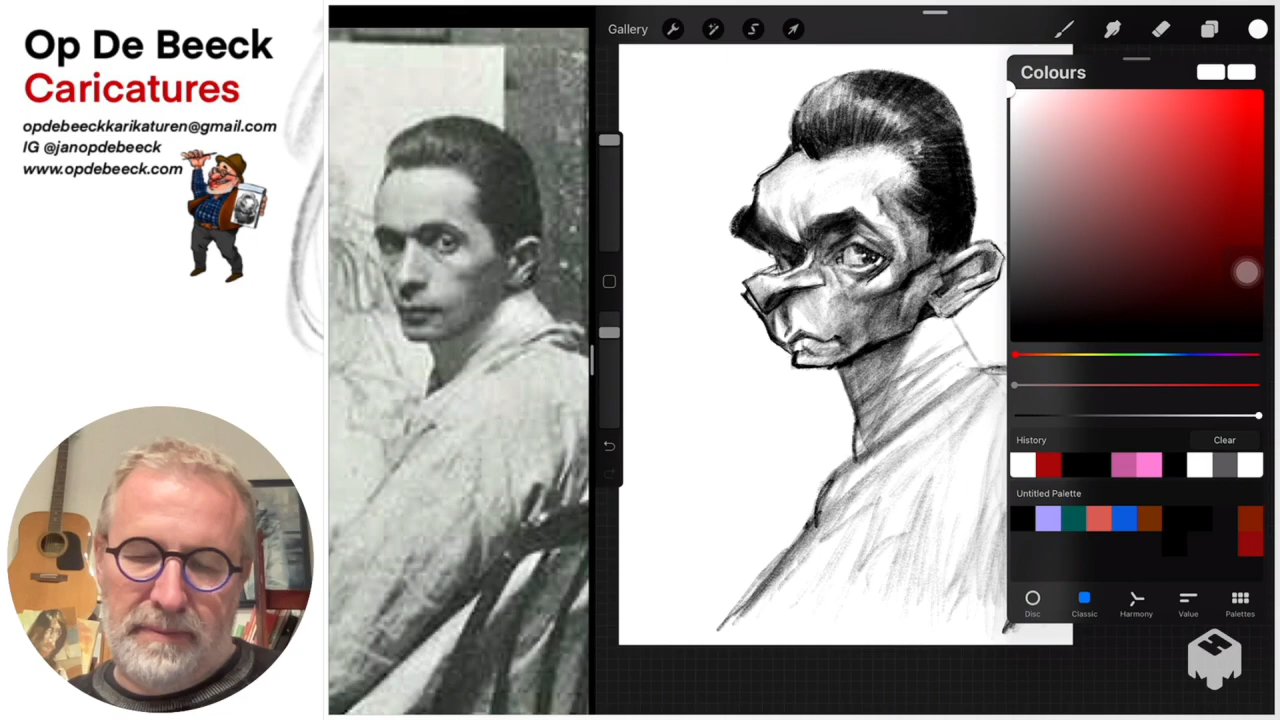 Op De Beeck
Caricatures
opdebeeckkarikaturen@gmail.com
IG @janopdebeeck
www.opdebeeck.com
Gallery
Colours
History
Clear
Untitled Palette
Disc
Classic
Harmony
Value
Palettes